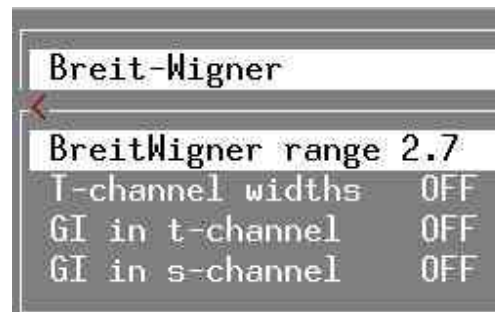 Breit-Wigner
BreitWigner range 2.7
T-channel widths OFF
GI in t-channel OFF
GI in s-channel OFF